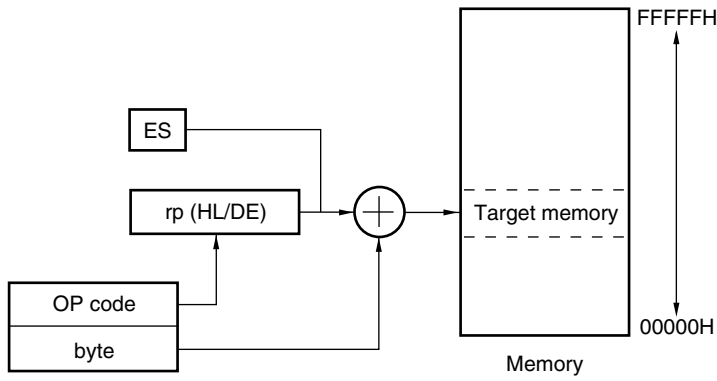 FFFFFH
ES
rp (HL/DE)
Target memory
OP code
byte
00000H
Memory